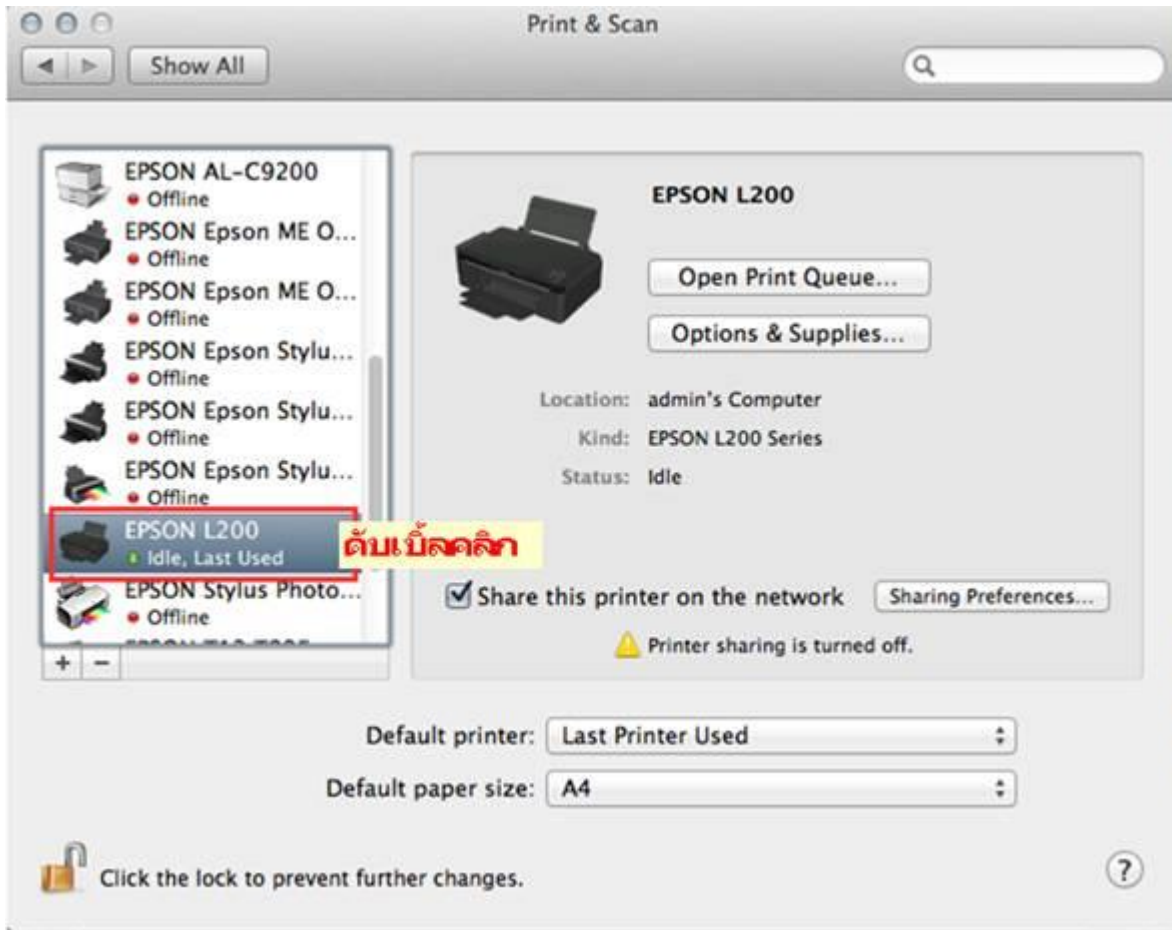 Print & Scan
Show All
EPSON AL-C9200
Offline
EPSON Epson ME O...
Offline
EPSON Epson ME O...
Offline
EPSON Epson Stylu...
Offline
EPSON Epson Stylu...
Offline
EPSON Epson Stylu...
Offline
EPSON L200
Idle, Last Used
ดับเบิ้ลคลิก
EPSON Stylus Photo...
Offline
+ −
EPSON L200
Open Print Queue...
Options & Supplies...
Location: admin's Computer
Kind: EPSON L200 Series
Status: Idle
Share this printer on the network Sharing Preferences...
Printer sharing is turned off.
Default printer: Last Printer Used
Default paper size: A4
Click the lock to prevent further changes.
?